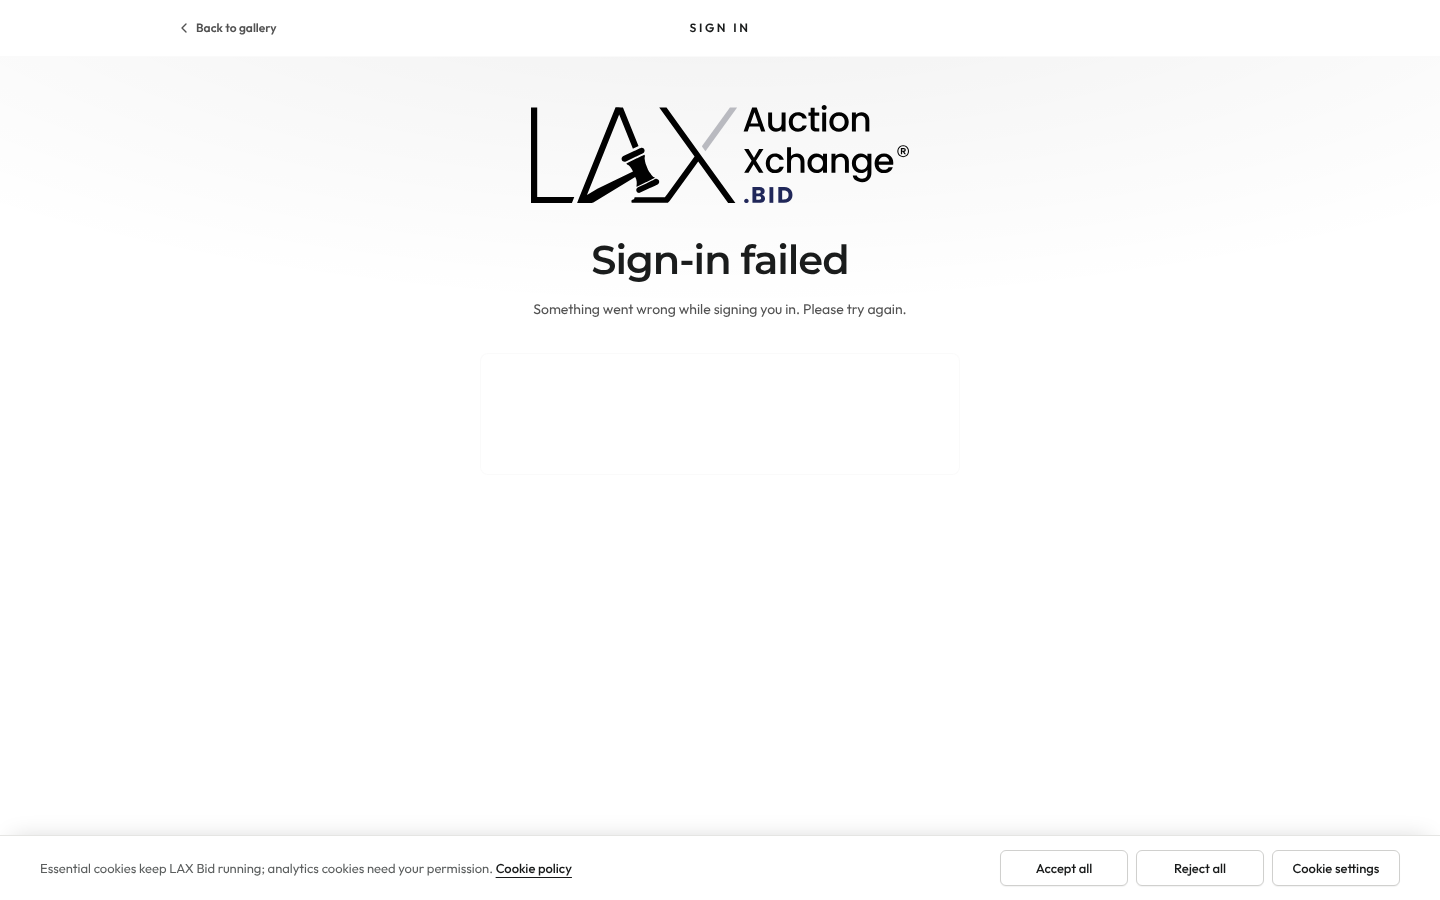 Back to gallery
SIGN IN
LAX Auction
Xchange®
.BID
Sign-in failed
Something went wrong while signing you in. Please try again.
Essential cookies keep LAX Bid running; analytics cookies need your permission. Cookie policy
Accept all
Reject all
Cookie settings